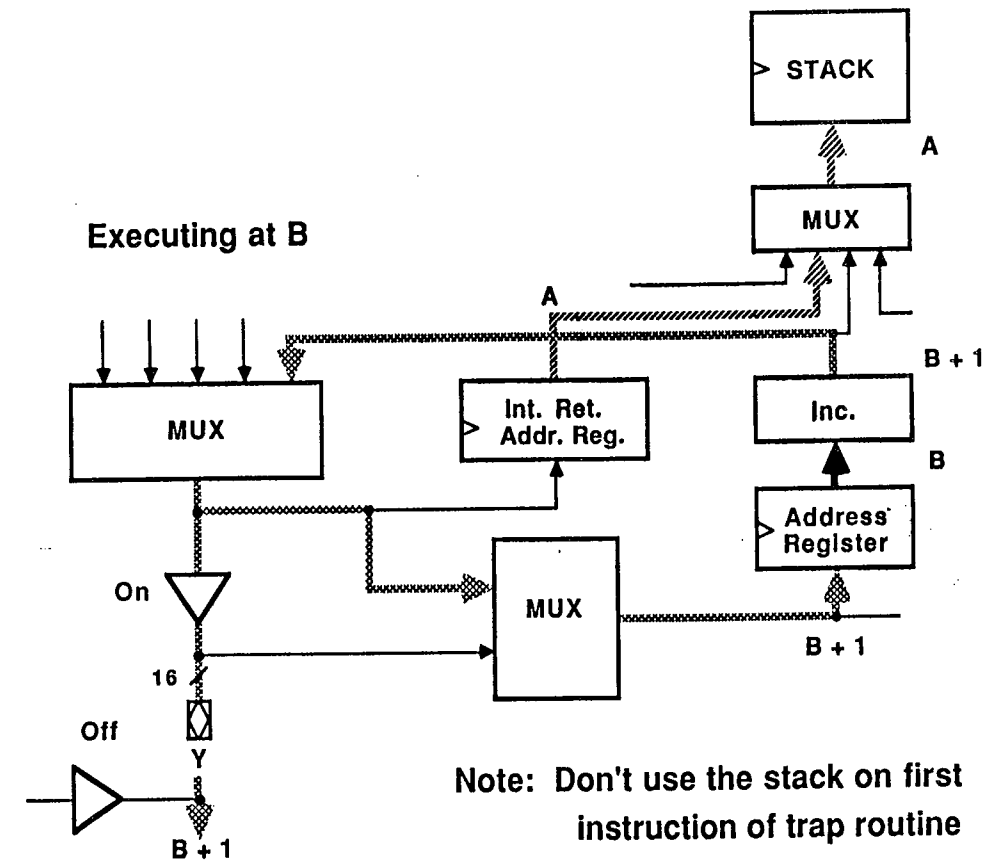 STACK
A
MUX
Executing at B
A
B + 1
MUX
Int. Ret.
Addr. Reg.
Inc.
B
Address
Register
On
MUX
B + 1
16
Off
Y
B + 1
Note: Don't use the stack on first
instruction of trap routine